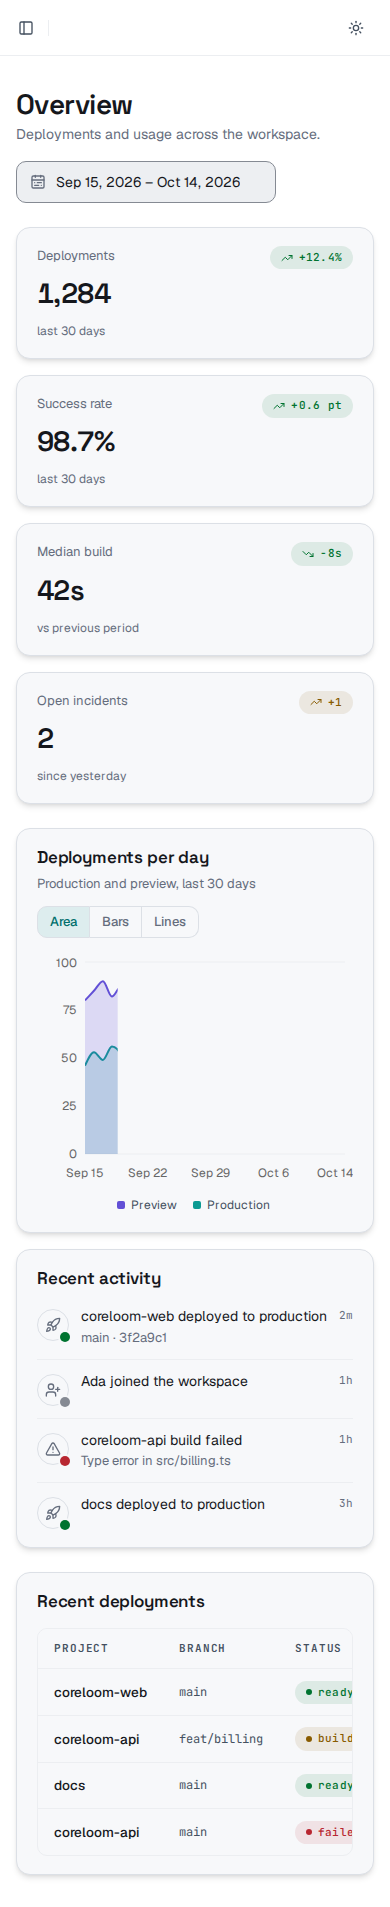 Overview
Deployments and usage across the workspace.
Sep 15, 2026 – Oct 14, 2026
Deployments
+12.4%
1,284
last 30 days
Success rate
+0.6 pt
98.7%
last 30 days
Median build
-8s
42s
vs previous period
Open incidents
+1
2
since yesterday
Deployments per day
Production and preview, last 30 days
Area Bars Lines
100
75
50
25
0
Sep 15 Sep 22 Sep 29 Oct 6 Oct 14
Preview Production
Recent activity
coreloom-web deployed to production 2m
main · 3f2a9c1
Ada joined the workspace 1h
coreloom-api build failed 1h
Type error in src/billing.ts
docs deployed to production 3h
Recent deployments
PROJECT BRANCH STATUS
coreloom-web main ready
coreloom-api feat/billing build
docs main ready
coreloom-api main faile